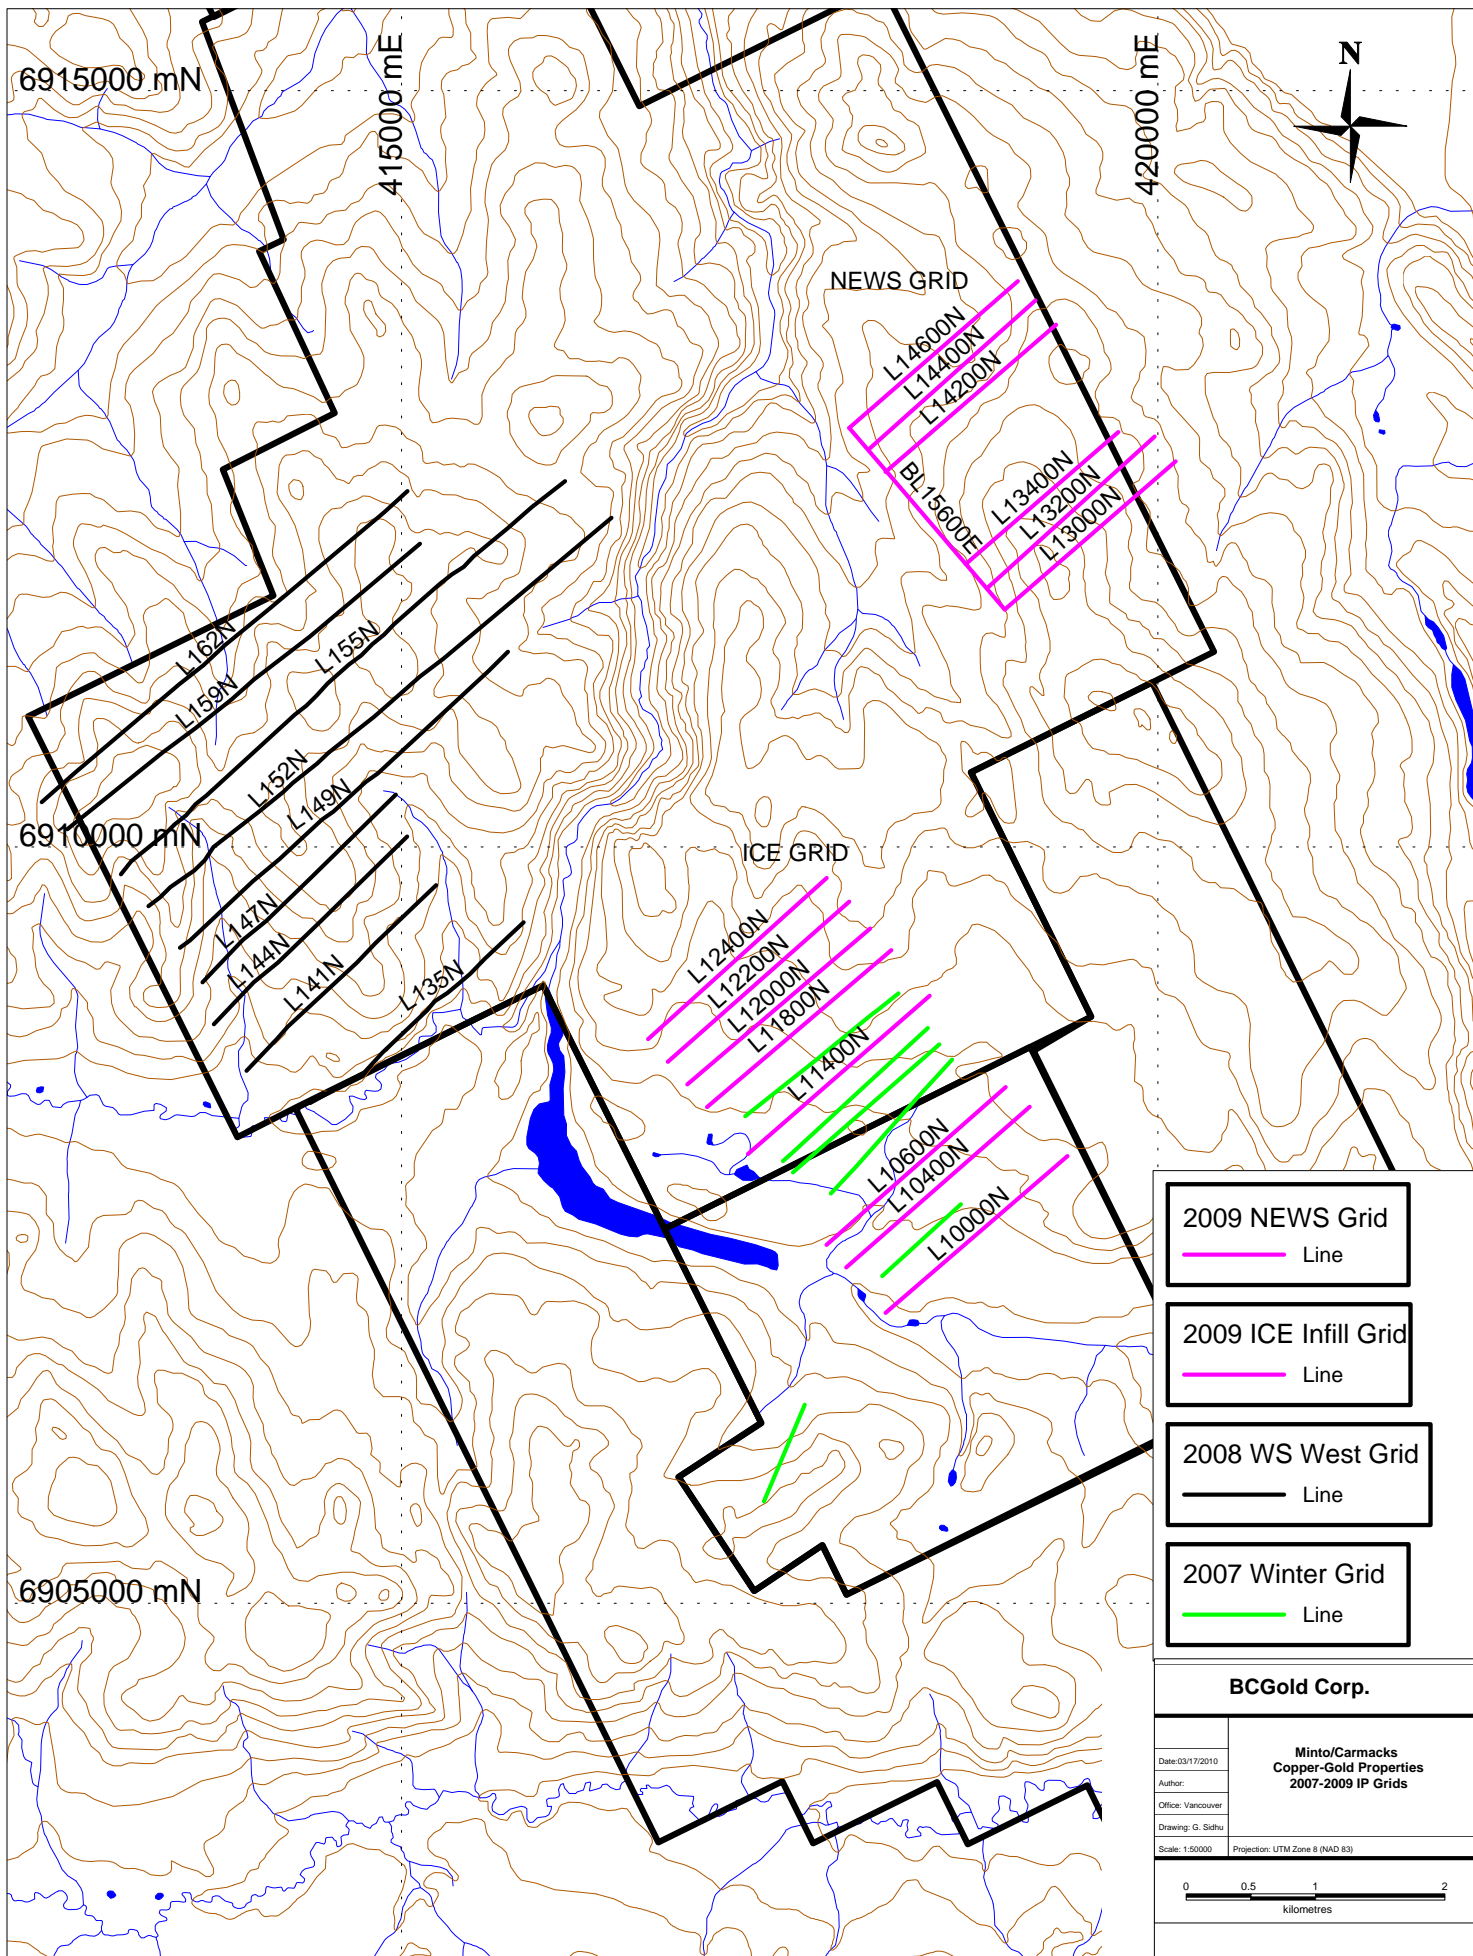 6915000 mN
415000 mE
420000 mE
N
NEWS GRID
L14600N
L14400N
L14200N
BL15600E
L13400N
L13200N
L13000N
L162N
L159N
L155N
L152N
L149N
6910000 mN
L147N
L144N
L141N
L135N
ICE GRID
L12400N
L12200N
L12000N
L11800N
L11400N
L10600N
L10400N
L10000N
6905000 mN
2009 NEWS Grid
Line
2009 ICE Infill Grid
Line
2008 WS West Grid
Line
2007 Winter Grid
Line
BCGold Corp.
Date:03/17/2010
Author:
Office: Vancouver
Drawing: G. Sidhu
Scale: 1:50000
Minto/Carmacks
Copper-Gold Properties
2007-2009 IP Grids
Projection: UTM Zone 8 (NAD 83)
0 0.5 1 2
kilometres